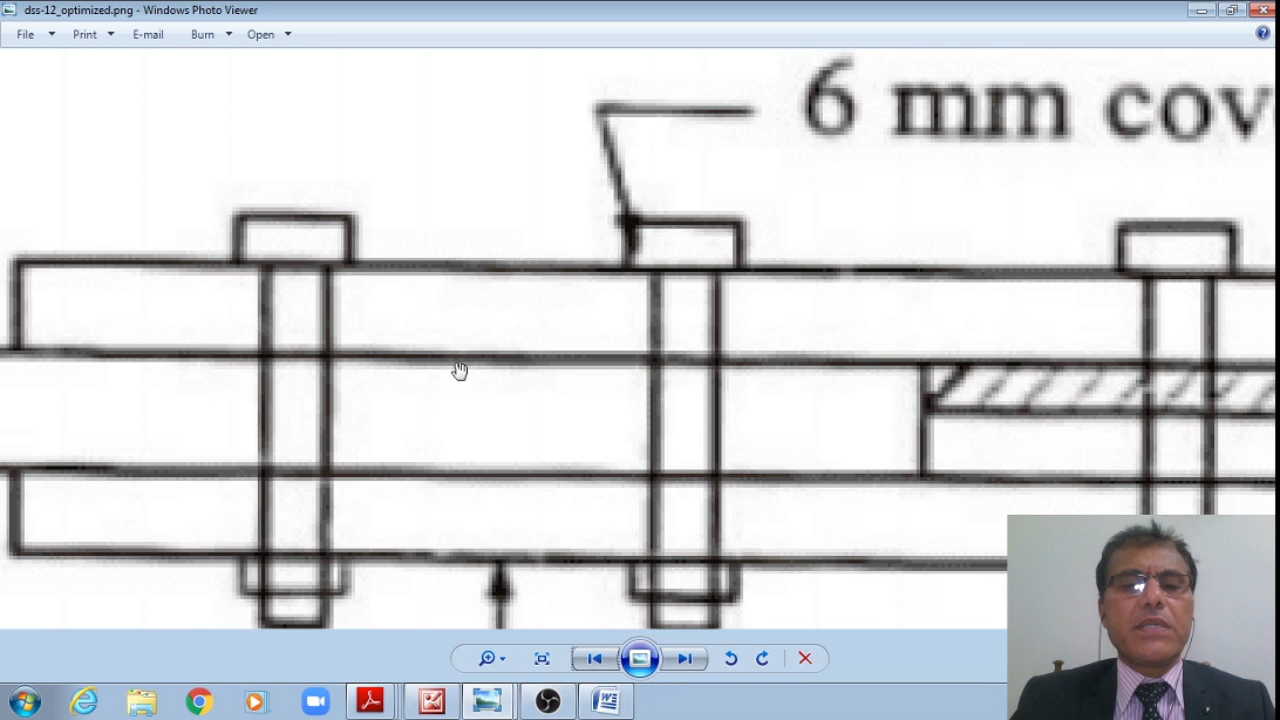 dss-12_optimized.png - Windows Photo Viewer
File Print E-mail Burn Open
6 mm cov